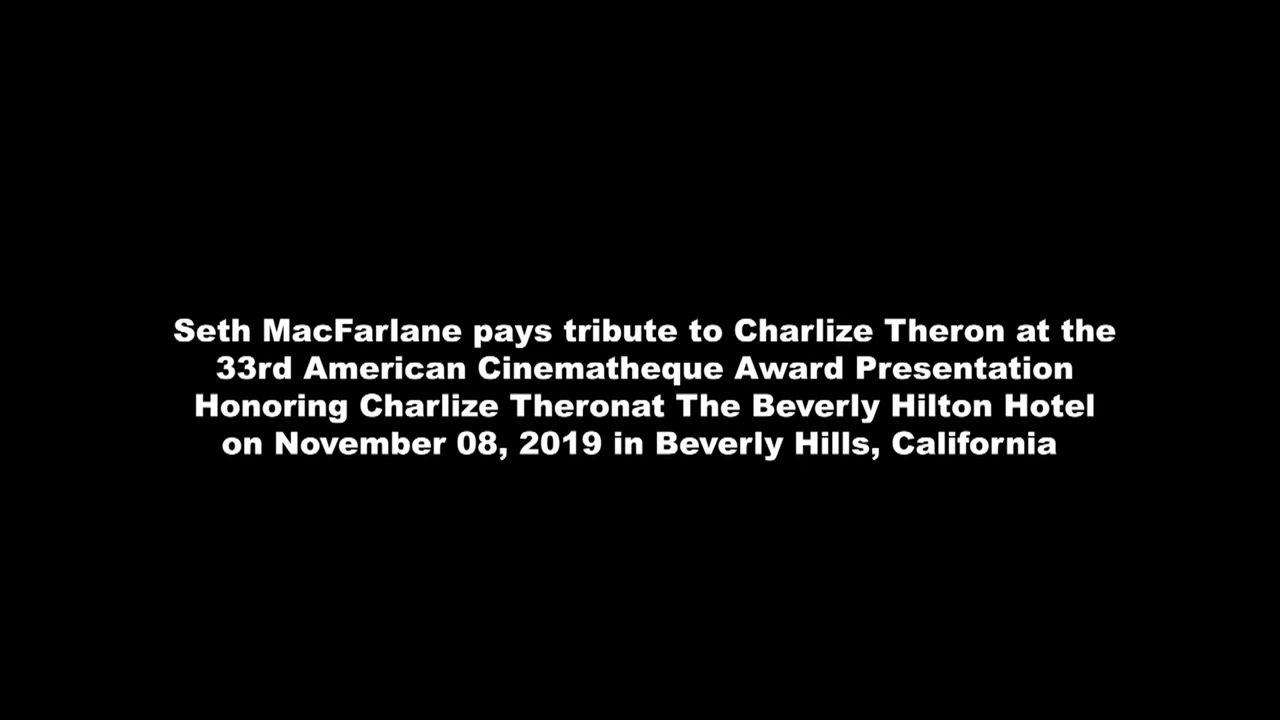 Seth MacFarlane pays tribute to Charlize Theron at the
33rd American Cinematheque Award Presentation
Honoring Charlize Theronat The Beverly Hilton Hotel
on November 08, 2019 in Beverly Hills, California